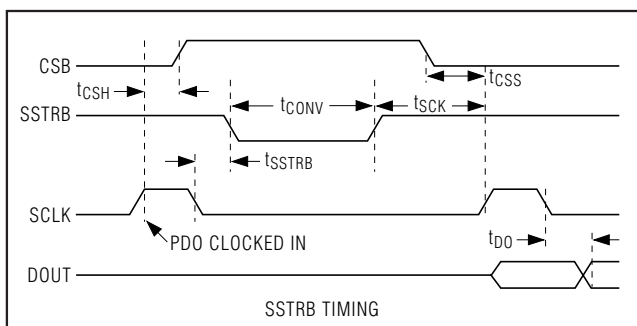 CSB
tCSS
tCSH
tCONV
tSCK
SSTRB
tSSTRB
SCLK
PDO CLOCKED IN
tDO
DOUT
SSTRB TIMING